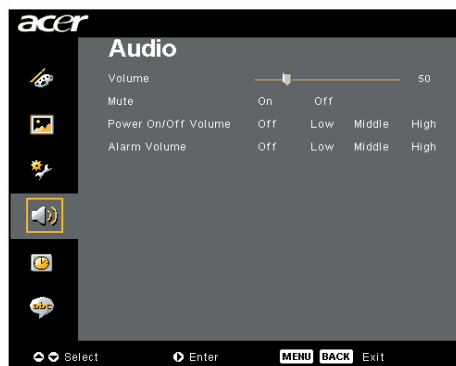 acer
Audio
Volume 50
Mute On Off
Power On/Off Volume Off Low Middle High
Alarm Volume Off Low Middle High
abc
Select Enter MENU BACK Exit